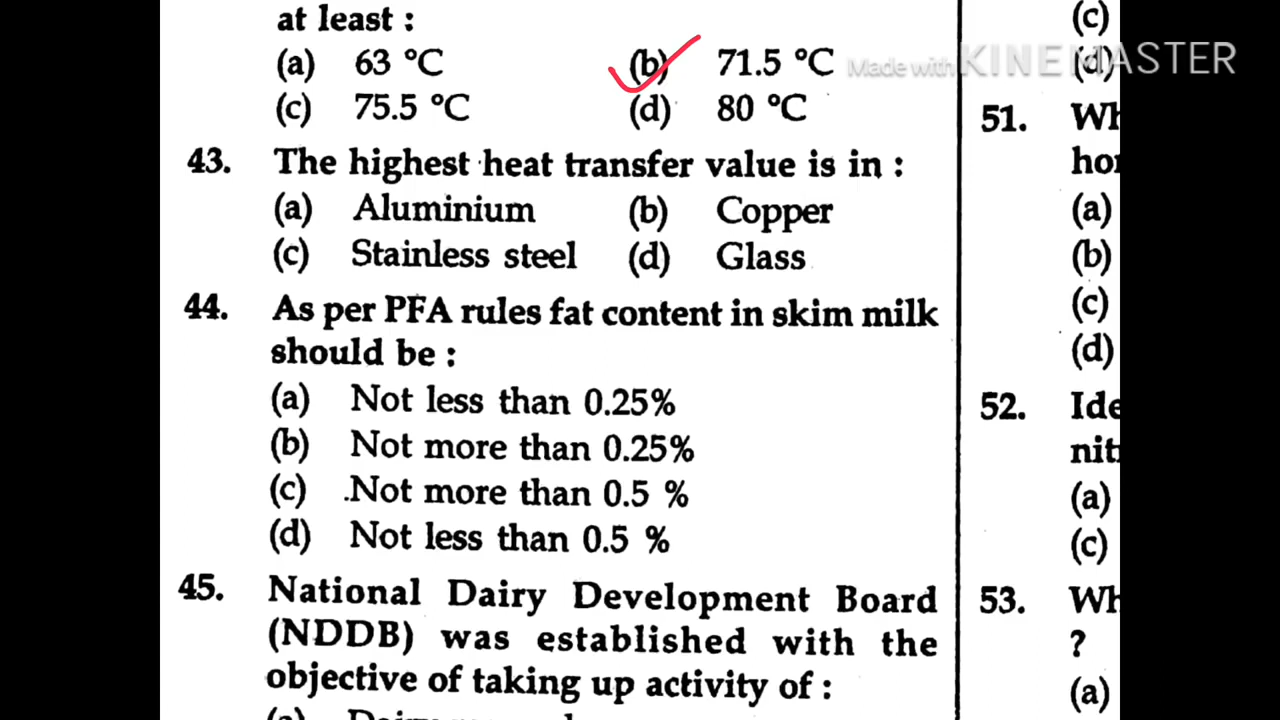 at least :
(a) 63 °C (b) 71.5 °C
(c) 75.5 °C (d) 80 °C
43. The highest heat transfer value is in :
(a) Aluminium (b) Copper
(c) Stainless steel (d) Glass
44. As per PFA rules fat content in skim milk
should be :
(a) Not less than 0.25%
(b) Not more than 0.25%
(c) .Not more than 0.5 %
(d) Not less than 0.5 %
45. National Dairy Development Board
(NDDB) was established with the
objective of taking up activity of :
(a)
(c)
(d)
51.
(a)
(b)
(c)
(d)
52.
(a)
(c)
53.
?
(a)
Made with KINEMASTER